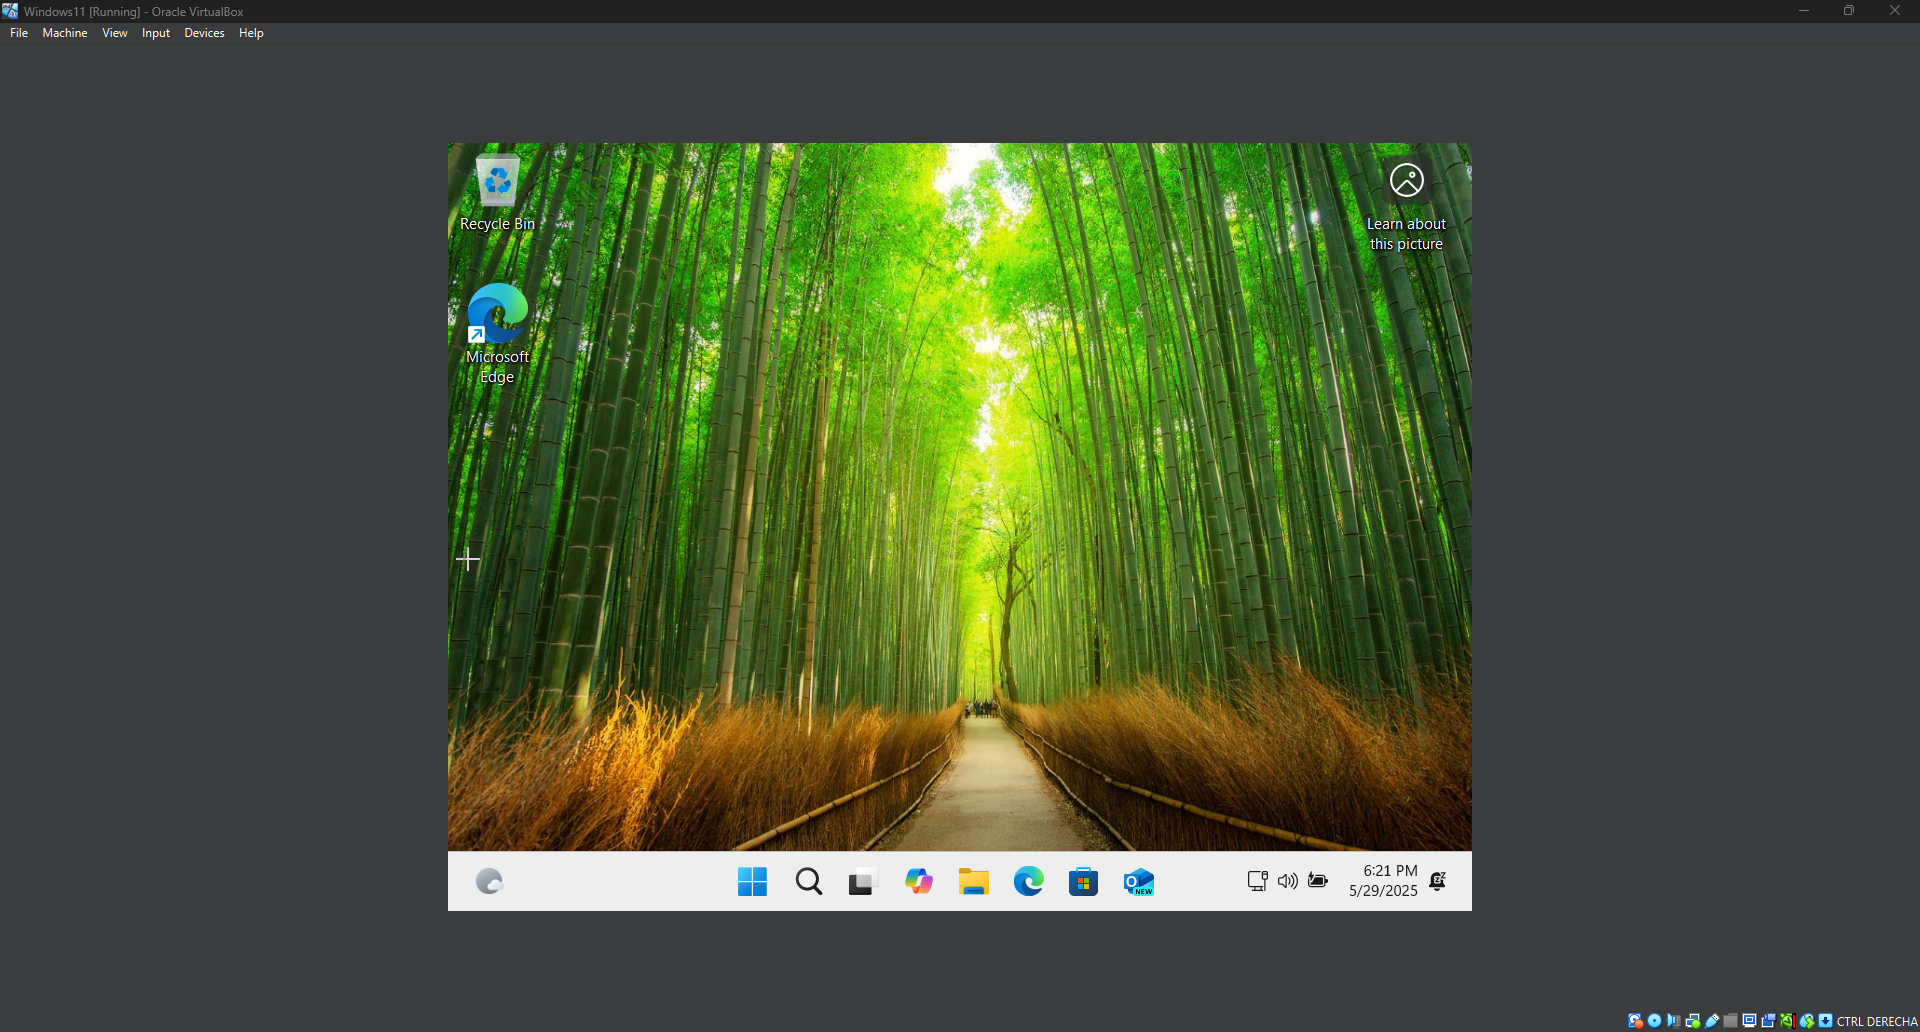 Windows11 [Running] - Oracle VirtualBox
File Machine View Input Devices Help
Recycle Bin
Learn about
this picture
Microsoft
Edge
NEW
6:21 PM
5/29/2025
CTRL DERECHA